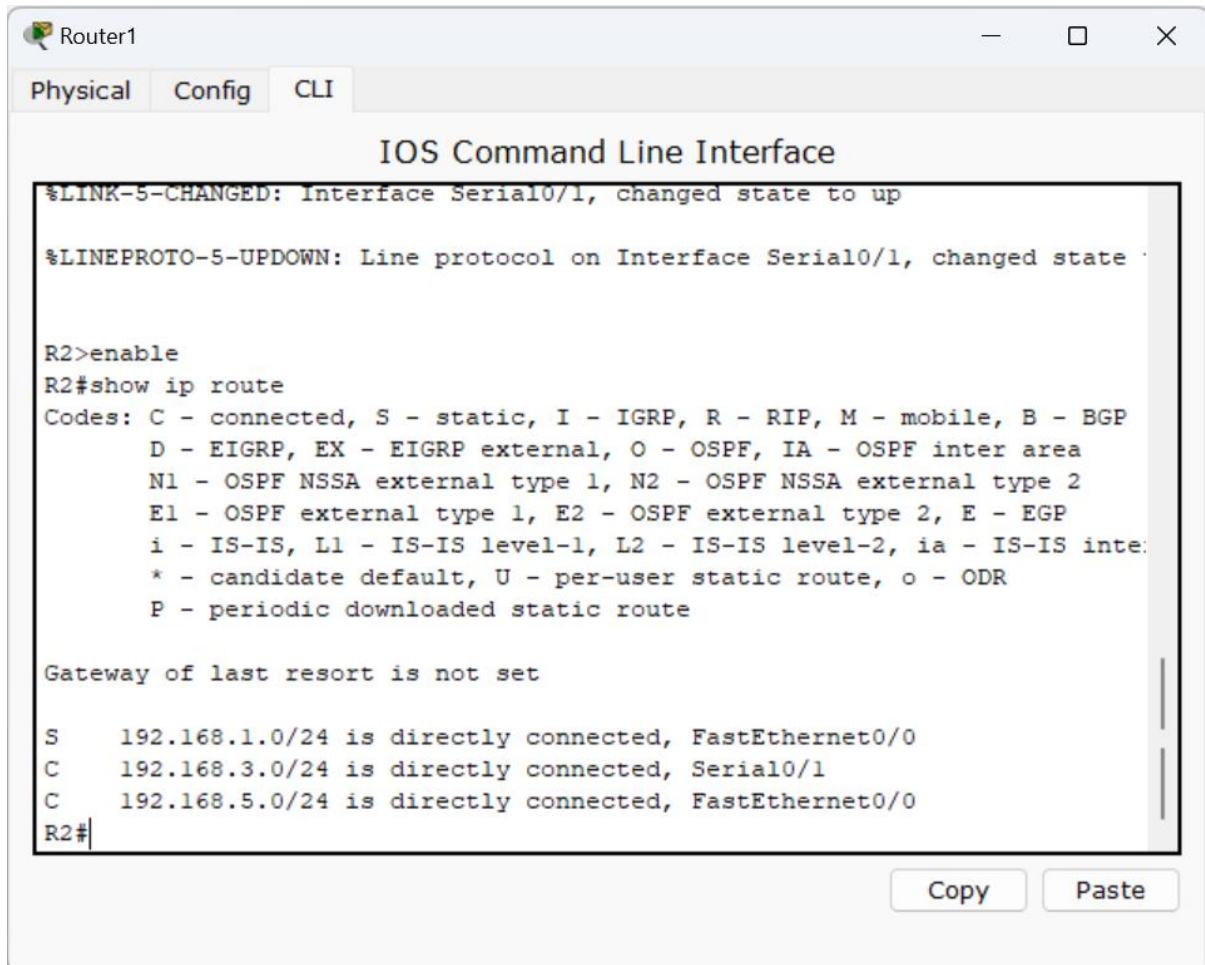 Router1
Physical Config CLI
IOS Command Line Interface
%LINK-5-CHANGED: Interface Serial0/1, changed state to up
%LINEPROTO-5-UPDOWN: Line protocol on Interface Serial0/1, changed state
R2>enable
R2#show ip route
Codes: C - connected, S - static, I - IGRP, R - RIP, M - mobile, B - BGP
D - EIGRP, EX - EIGRP external, O - OSPF, IA - OSPF inter area
N1 - OSPF NSSA external type 1, N2 - OSPF NSSA external type 2
E1 - OSPF external type 1, E2 - OSPF external type 2, E - EGP
i - IS-IS, L1 - IS-IS level-1, L2 - IS-IS level-2, ia - IS-IS inte
* - candidate default, U - per-user static route, o - ODR
P - periodic downloaded static route
Gateway of last resort is not set
S 192.168.1.0/24 is directly connected, FastEthernet0/0
C 192.168.3.0/24 is directly connected, Serial0/1
C 192.168.5.0/24 is directly connected, FastEthernet0/0
R2#
Copy Paste